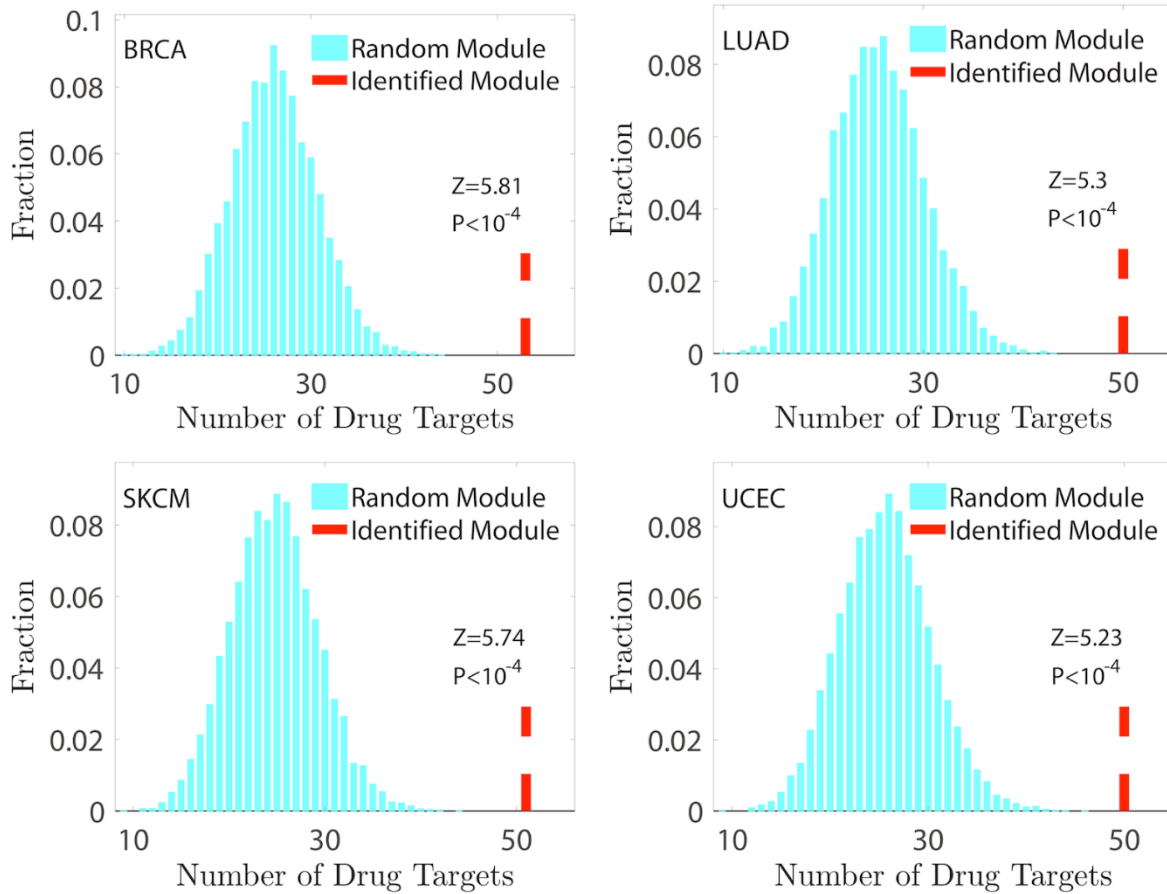 BRCA
Random Module
Identified Module
Z=5.81
P<10⁻⁴
Fraction
0.1
0.08
0.06
0.04
0.02
0
10 30 50
Number of Drug Targets
LUAD
Random Module
Identified Module
Z=5.3
P<10⁻⁴
Fraction
0.08
0.06
0.04
0.02
0
10 30 50
Number of Drug Targets
SKCM
Random Module
Identified Module
Z=5.74
P<10⁻⁴
Fraction
0.08
0.06
0.04
0.02
0
10 30 50
Number of Drug Targets
UCEC
Random Module
Identified Module
Z=5.23
P<10⁻⁴
Fraction
0.08
0.06
0.04
0.02
0
10 30 50
Number of Drug Targets